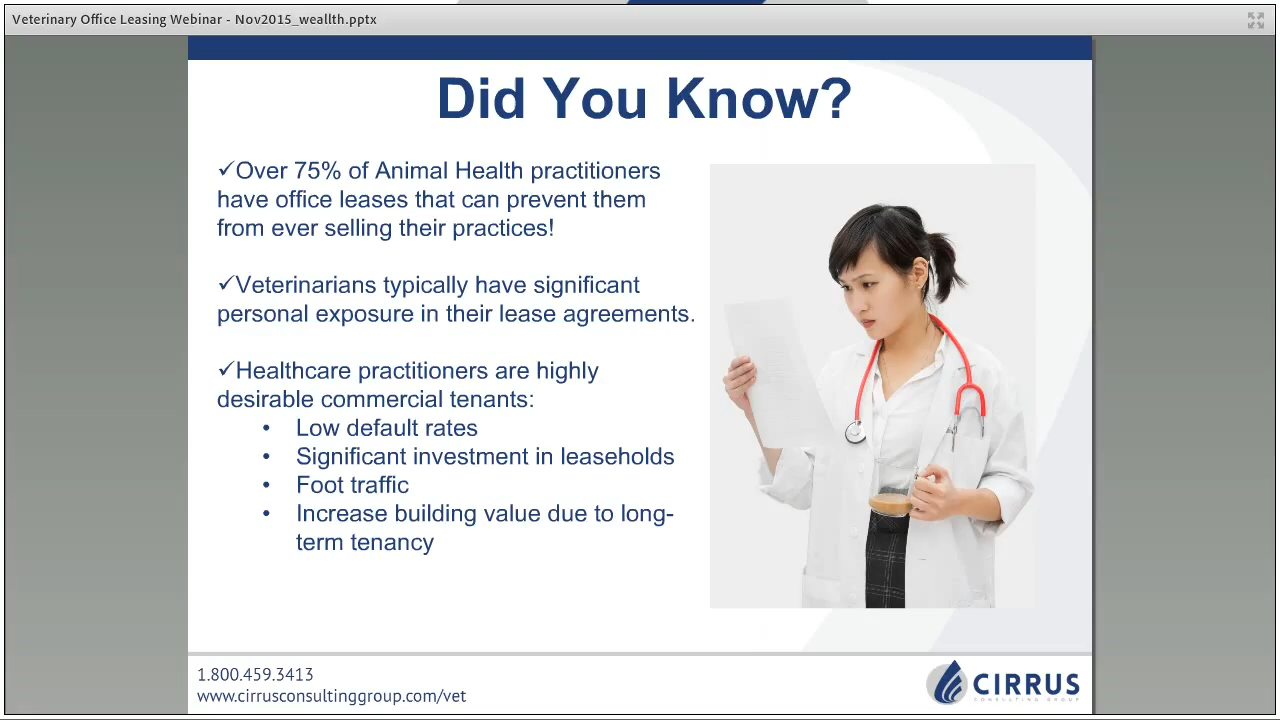 Veterinary Office Leasing Webinar - Nov2015_weallth.pptx
Did You Know?
✓Over 75% of Animal Health practitioners
have office leases that can prevent them
from ever selling their practices!
✓Veterinarians typically have significant
personal exposure in their lease agreements.
✓Healthcare practitioners are highly
desirable commercial tenants:
• Low default rates
• Significant investment in leaseholds
• Foot traffic
• Increase building value due to long-
term tenancy
1.800.459.3413
www.cirrusconsultinggroup.com/vet
CIRRUS
CONSULTING GROUP